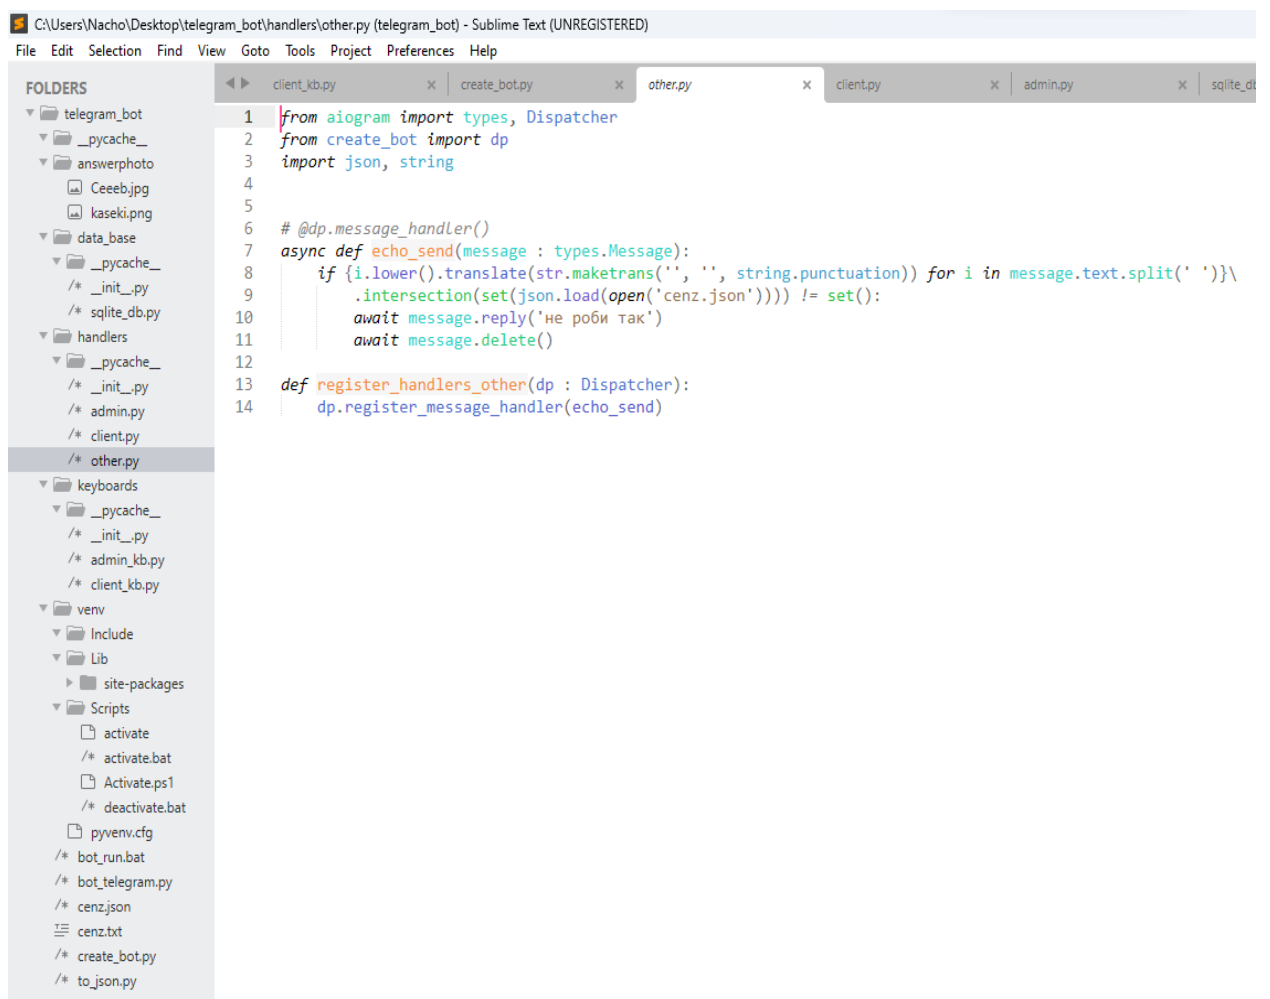 C:\Users\Nacho\Desktop\telegram_bot\handlers\other.py (telegram_bot) - Sublime Text (UNREGISTERED)
File Edit Selection Find View Goto Tools Project Preferences Help
FOLDERS
telegram_bot
__pycache__
answerphoto
Ceeeb.jpg
kaseki.png
data_base
__pycache__
/* __init__.py
/* sqlite_db.py
handlers
__pycache__
/* __init__.py
/* admin.py
/* client.py
/* other.py
keyboards
__pycache__
/* __init__.py
/* admin_kb.py
/* client_kb.py
venv
Include
Lib
site-packages
Scripts
activate
/* activate.bat
Activate.ps1
/* deactivate.bat
pyvenv.cfg
/* bot_run.bat
/* bot_telegram.py
/* cenz.json
cenz.txt
/* create_bot.py
/* to_json.py
client_kb.py × create_bot.py × other.py × client.py × admin.py × sqlite_db
1 from aiogram import types, Dispatcher
2 from create_bot import dp
3 import json, string
4
5
6 # @dp.message_handler()
7 async def echo_send(message : types.Message):
8     if {i.lower().translate(str.maketrans('', '', string.punctuation)) for i in message.text.split(' ')}\
9         .intersection(set(json.load(open('cenz.json')))) != set():
10         await message.reply('не роби так')
11         await message.delete()
12
13 def register_handlers_other(dp : Dispatcher):
14     dp.register_message_handler(echo_send)